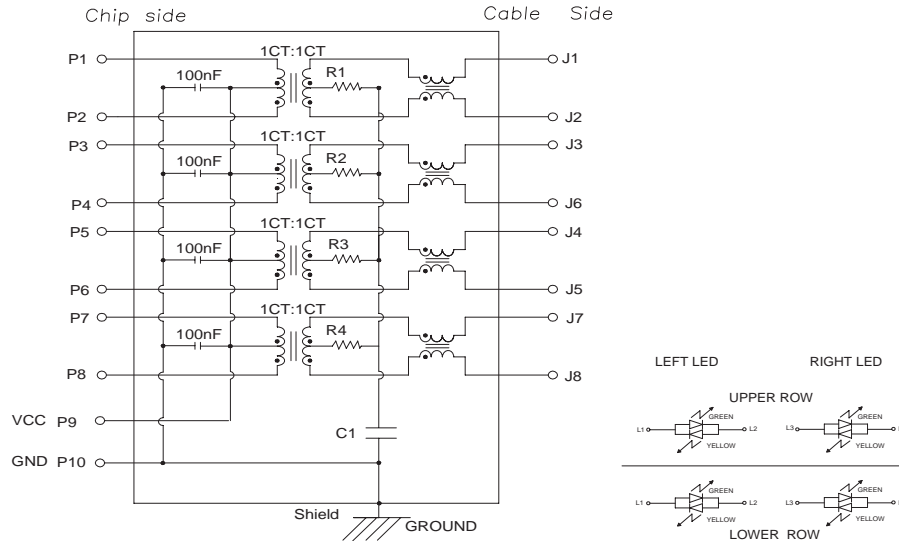 Chip side Cable Side
1CT:1CT
P1 R1 J1
100nF
P2 J2
1CT:1CT
P3 J3
R2
100nF
P4 J6
1CT:1CT
P5 J4
R3
100nF
P6 J5
1CT:1CT
P7 J7
R4
100nF
P8 J8
VCC P9
C1
GND P10
Shield
GROUND
LEFT LED RIGHT LED
UPPER ROW
GREEN GREEN
L1 L2 L3
YELLOW YELLOW
GREEN GREEN
L1 L2 L3
YELLOW YELLOW
LOWER ROW